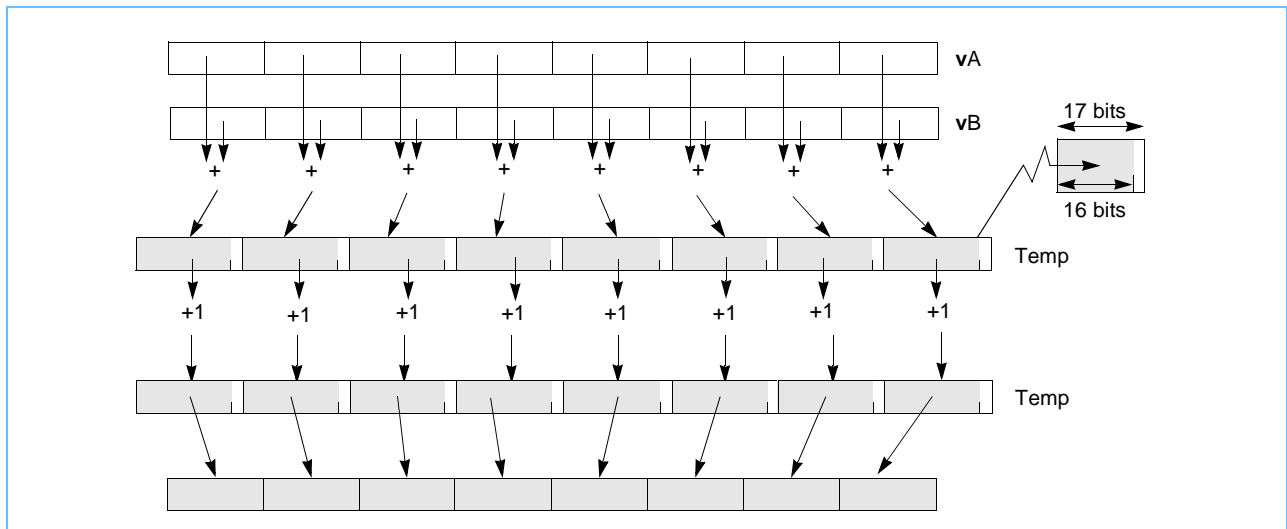 vA
vB
17 bits
+ + + + + + + +
16 bits
Temp
+1 +1 +1 +1 +1 +1 +1 +1
Temp